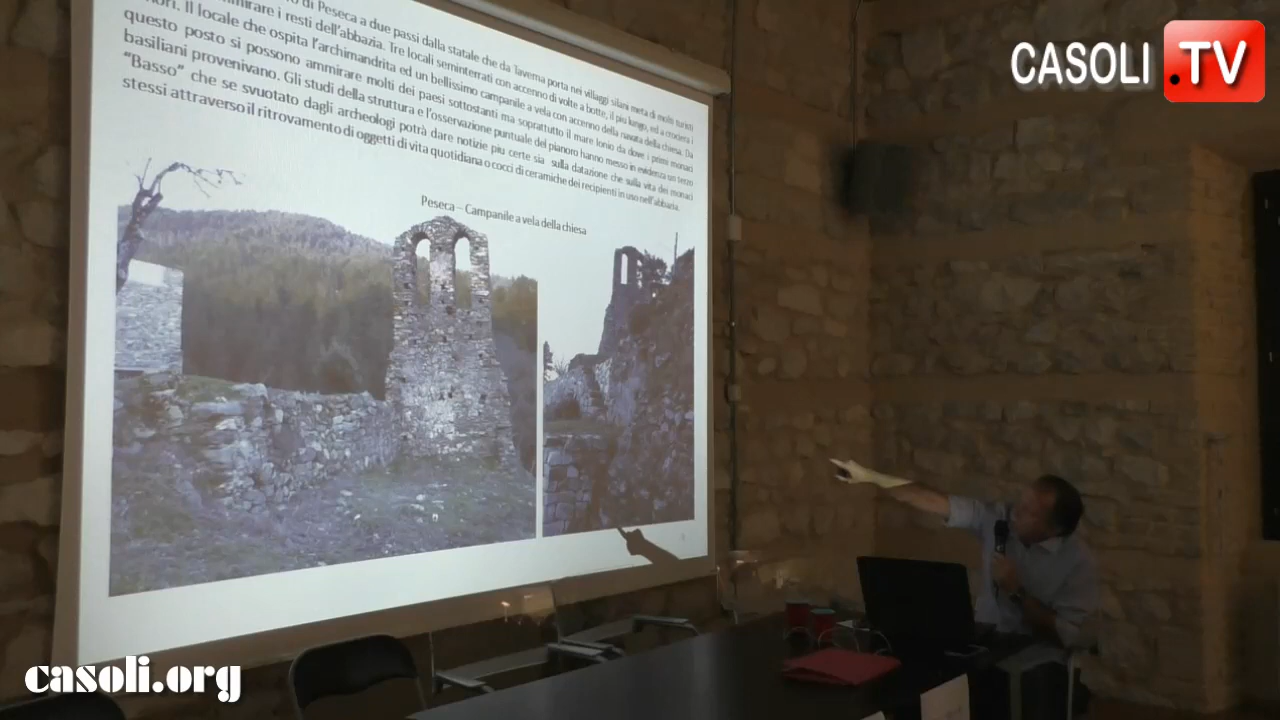 di Peseca a due passi dalla statale che da Taverna porta nei villaggi silani meta di molti turisti
mirare i resti dell'abbazia. Tre locali seminterrati con accenno di volte a botte, il piu lungo, ed a crociera i
nori. Il locale che ospita l'archimandrita ed un bellissimo campanile a vela con accenno della navata della chiesa. Da
questo posto si possono ammirare molti dei paesi sottostanti ma soprattutto il mare Ionio da dove i primi monaci
basiliani provenivano. Gli studi della struttura e l'osservazione puntuale del pianoro hanno messo in evidenza un terzo
"Basso" che se svuotato dagli archeologi potrà dare notizie piu certe sia sulla datazione che sulla vita dei monaci
stessi attraverso il ritrovamento di oggetti di vita quotidiana o cocci di ceramiche dei recipienti in uso nell'abbazia.
Peseca – Campanile a vela della chiesa
CASOLI .TV
casoli.org